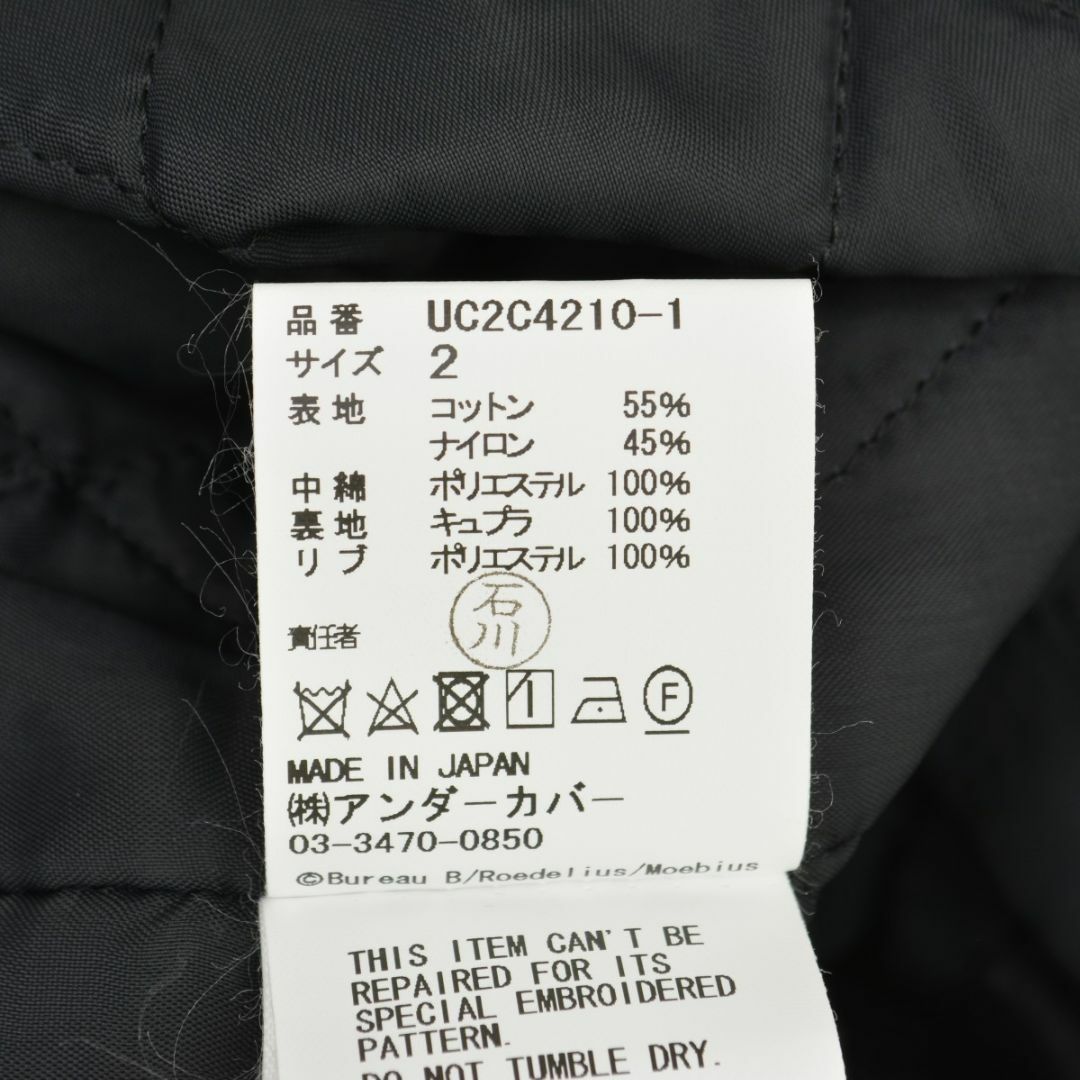 品番 UC2C4210-1
サイズ 2
表地 コットン 55%
ナイロン 45%
中綿 ポリエステル 100%
裏地 キュプラ 100%
リブ ポリエステル 100%
石川
責任者
F
MADE IN JAPAN
㈱アンダーカバー
03-3470-0850
©Bureau B/Roedelius/Moebius
THIS ITEM CAN'T BE
REPAIRED FOR ITS
SPECIAL EMBROIDERED
PATTERN.
DO NOT TUMBLE DRY.